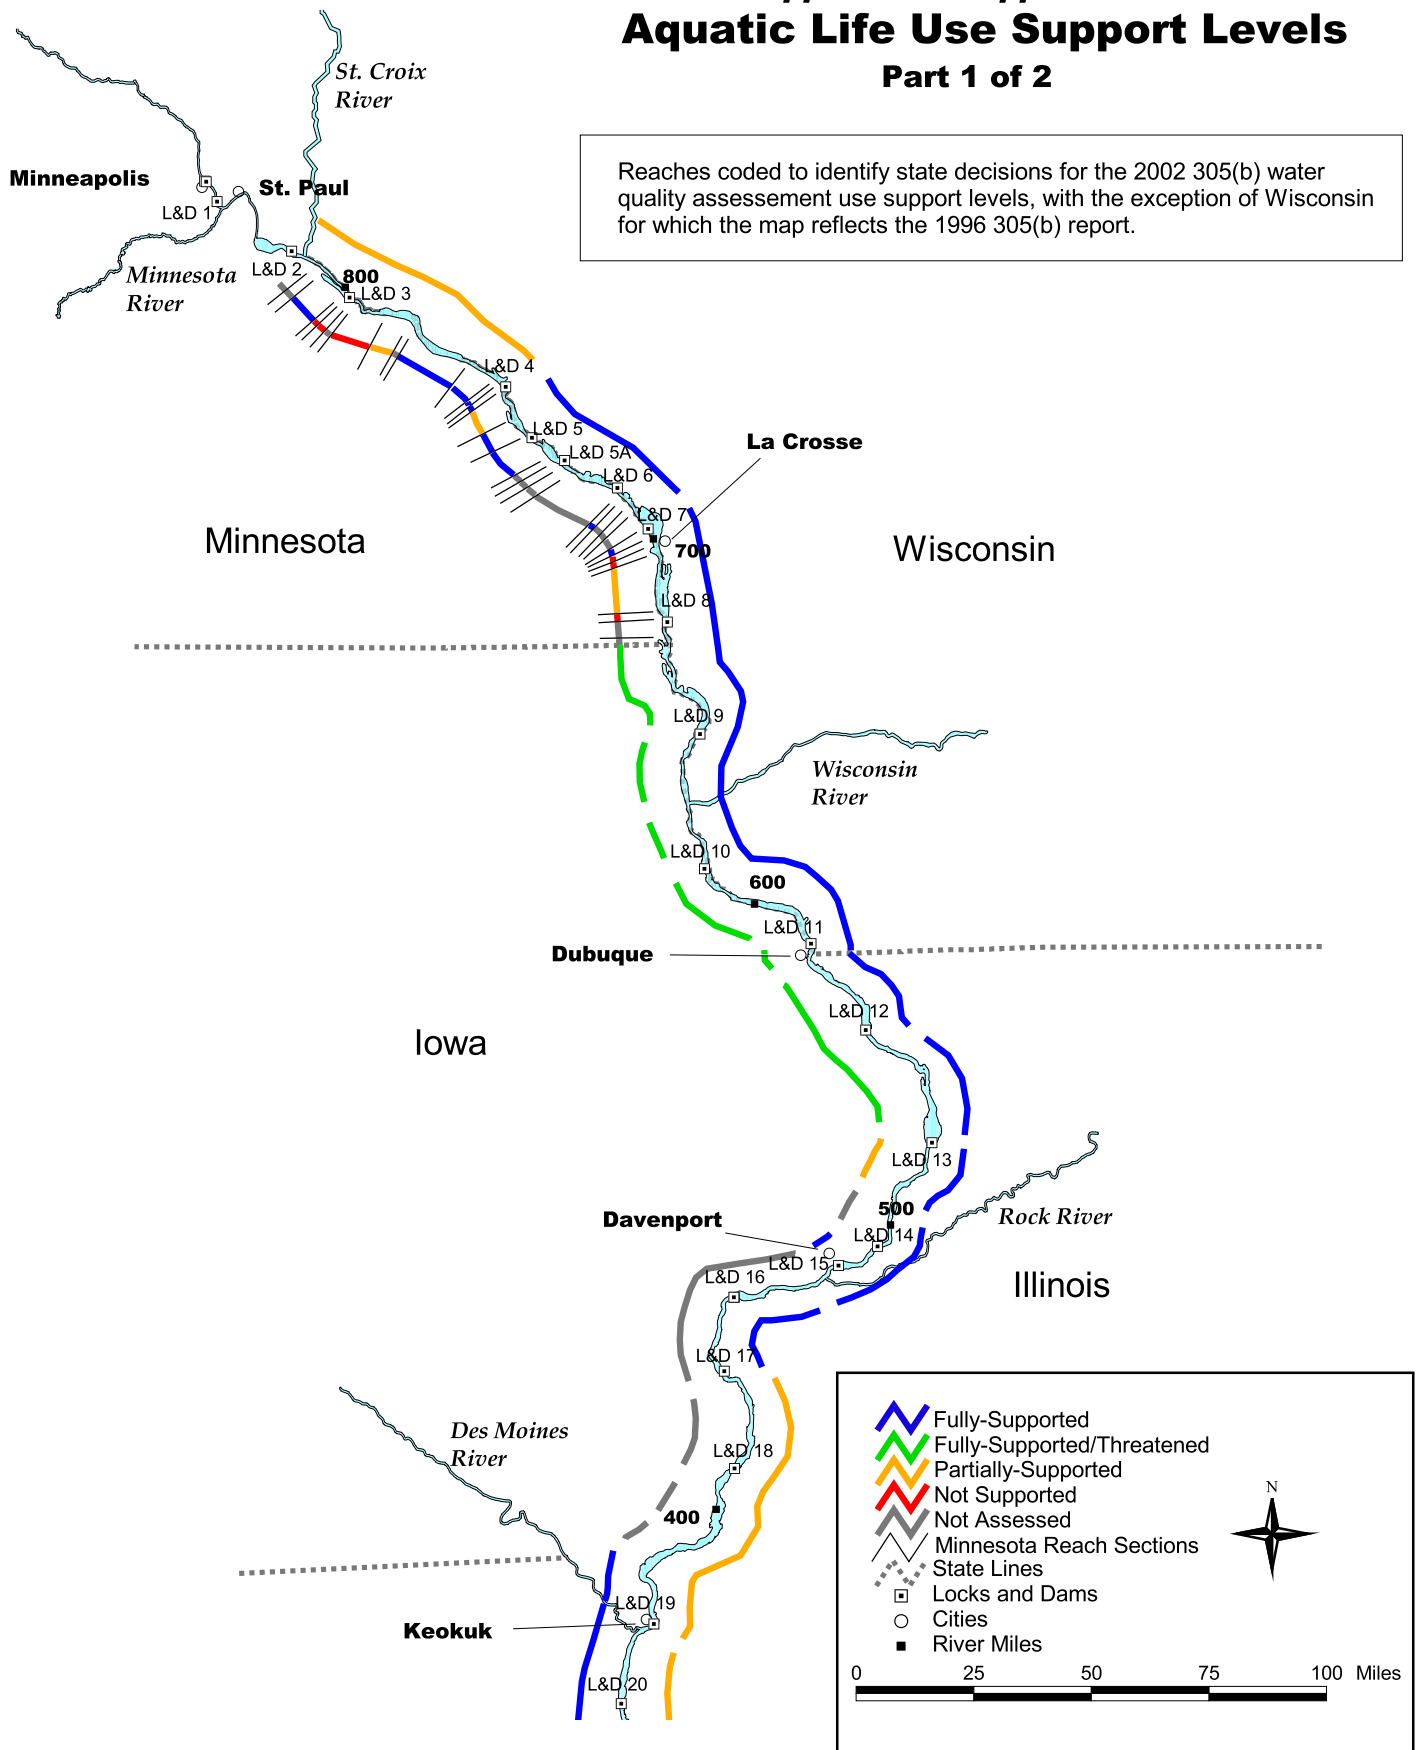 Aquatic Life Use Support Levels
Part 1 of 2
Reaches coded to identify state decisions for the 2002 305(b) water
quality assessement use support levels, with the exception of Wisconsin
for which the map reflects the 1996 305(b) report.
St. Croix
River
Minneapolis
St. Paul
L&D 1
L&D 2
Minnesota
River
800
L&D 3
L&D 4
L&D 5
L&D 5A
L&D 6
La Crosse
L&D 7
700
Minnesota
Wisconsin
L&D 8
L&D 9
Wisconsin
River
L&D 10
600
L&D 11
Dubuque
L&D 12
Iowa
L&D 13
500
Rock River
Davenport
L&D 14
L&D 15
L&D 16
Illinois
L&D 17
Des Moines
River
L&D 18
400
L&D 19
Keokuk
L&D 20
Fully-Supported
Fully-Supported/Threatened
Partially-Supported
Not Supported
Not Assessed
Minnesota Reach Sections
State Lines
Locks and Dams
Cities
River Miles
N
0 25 50 75 100 Miles